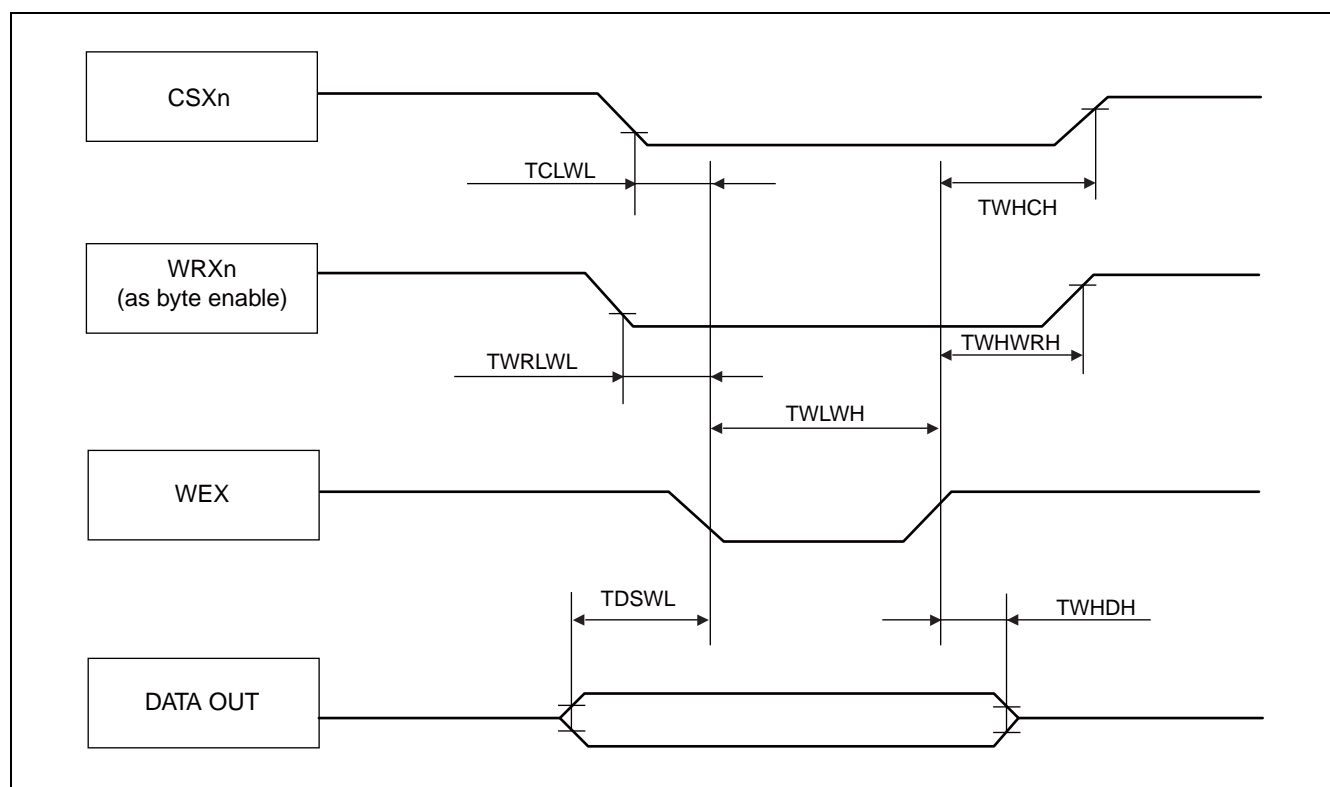 CSXn
TCLWL
TWHCH
WRXn
(as byte enable)
TWHWRH
TWRLWL
TWLWH
WEX
TDSWL
TWHDH
DATA OUT